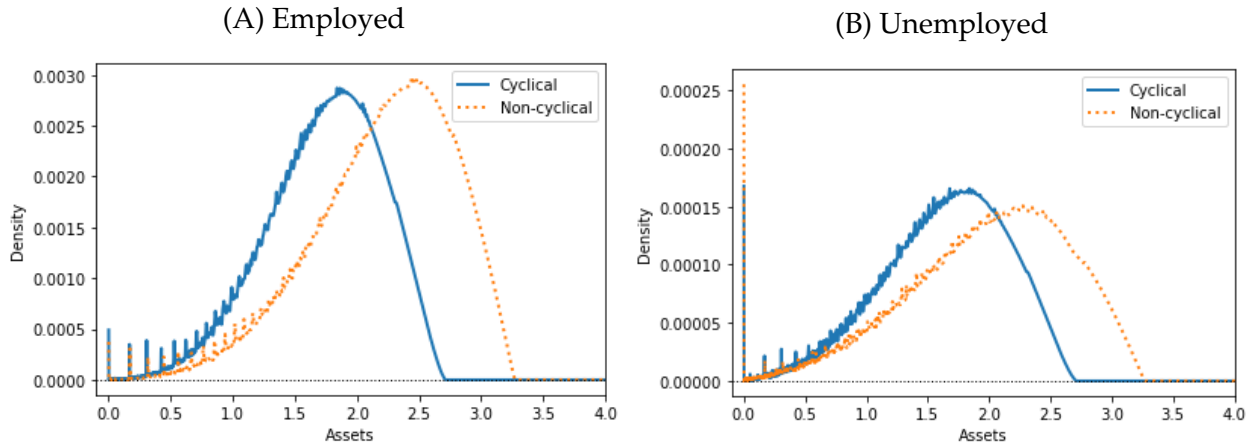 (A) Employed
0.0030
0.0025
0.0020
0.0015
0.0010
0.0005
0.0000
Density
Cyclical
Non-cyclical
0.0 0.5 1.0 1.5 2.0 2.5 3.0 3.5 4.0
Assets
(B) Unemployed
0.00025
0.00020
0.00015
0.00010
0.00005
0.00000
Density
Cyclical
Non-cyclical
0.0 0.5 1.0 1.5 2.0 2.5 3.0 3.5 4.0
Assets